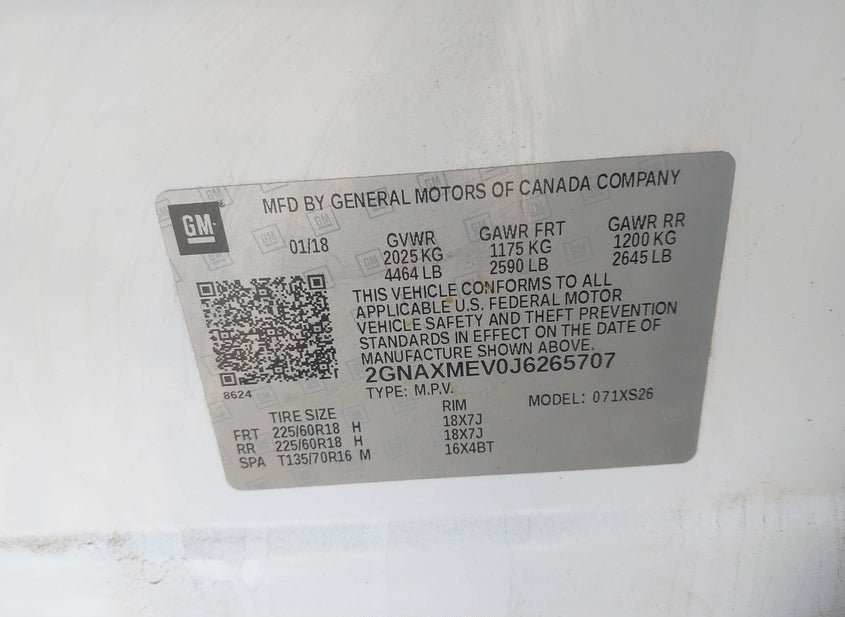 MFD BY GENERAL MOTORS OF CANADA COMPANY
GM
01/18
GVWR
2025 KG
4464 LB
GAWR FRT
1175 KG
2590 LB
GAWR RR
1200 KG
2645 LB
THIS VEHICLE CONFORMS TO ALL
APPLICABLE U.S. FEDERAL MOTOR
VEHICLE SAFETY AND THEFT PREVENTION
STANDARDS IN EFFECT ON THE DATE OF
MANUFACTURE SHOWN ABOVE.
2GNAXMEV0J6265707
TYPE: M.P.V.
MODEL: 071XS26
8624
TIRE SIZE RIM
FRT 225/60R18 H 18X7J
RR 225/60R18 H 18X7J
SPA T135/70R16 M 16X4BT